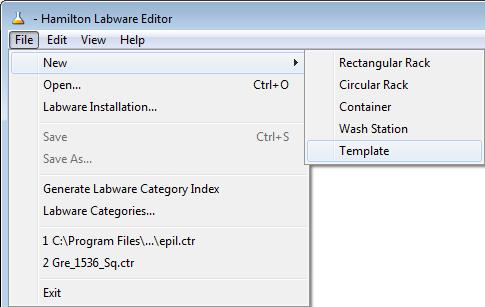 - Hamilton Labware Editor
File Edit View Help
New
Open... Ctrl+O
Labware Installation...
Save Ctrl+S
Save As...
Generate Labware Category Index
Labware Categories...
1 C:\Program Files\...\epil.ctr
2 Gre_1536_Sq.ctr
Exit
Rectangular Rack
Circular Rack
Container
Wash Station
Template